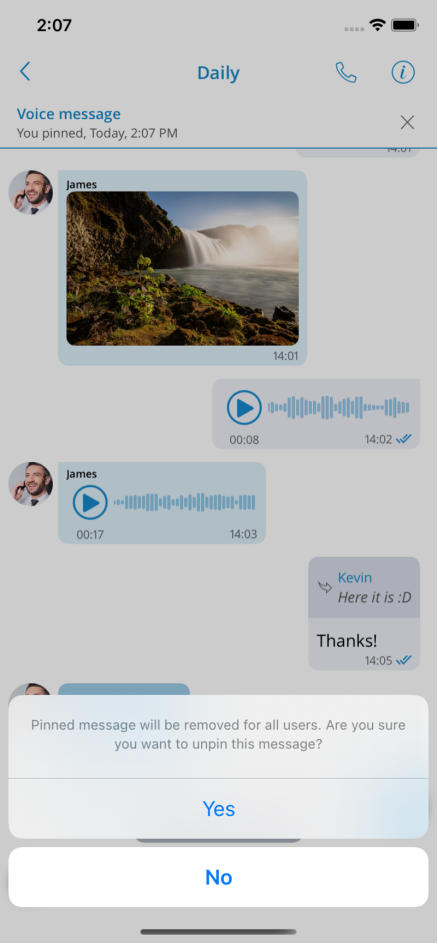 2:07
Daily
Voice message
You pinned, Today, 2:07 PM
14:01
James
14:01
00:08
14:02
James
00:17
14:03
Kevin
Here it is :D
Thanks!
14:05
Pinned message will be removed for all users. Are you sure
you want to unpin this message?
Yes
No